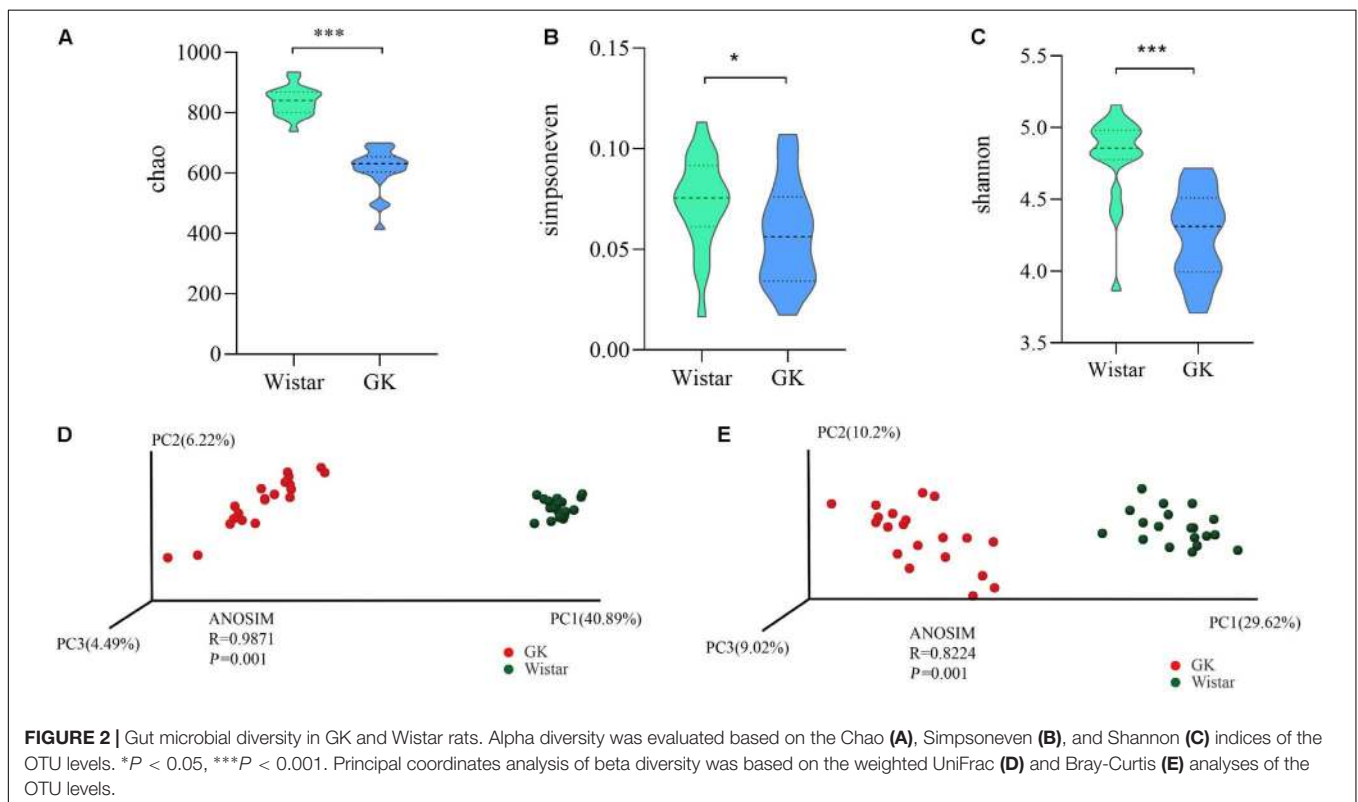 A
***
1000
800
600
400
200
0
chao
Wistar
GK
B
*
0.15
0.10
0.05
0.00
simpsoneven
Wistar
GK
C
***
5.5
5.0
4.5
4.0
3.5
shannon
Wistar
GK
D
PC2(6.22%)
PC3(4.49%)
PC1(40.89%)
ANOSIM
R=0.9871
P=0.001
GK
Wistar
E
PC2(10.2%)
PC3(9.02%)
PC1(29.62%)
ANOSIM
R=0.8224
P=0.001
GK
Wistar
FIGURE 2 | Gut microbial diversity in GK and Wistar rats. Alpha diversity was evaluated based on the Chao (A), Simpsoneven (B), and Shannon (C) indices of the
OTU levels. *P < 0.05, ***P < 0.001. Principal coordinates analysis of beta diversity was based on the weighted UniFrac (D) and Bray-Curtis (E) analyses of the
OTU levels.